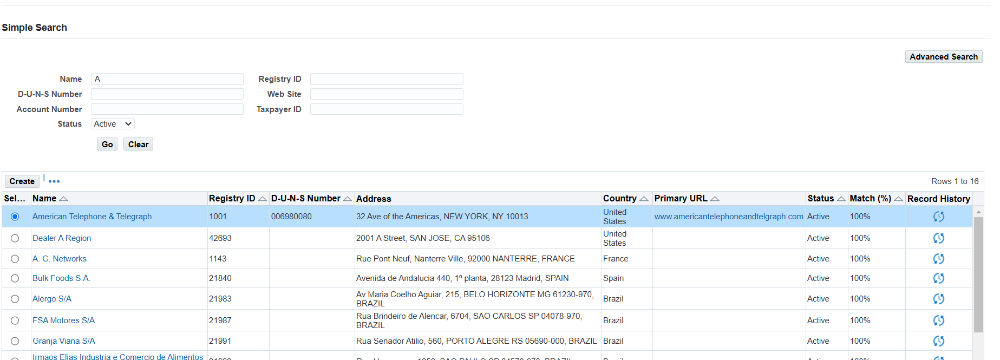 Simple Search
Advanced Search
Name A Registry ID
D-U-N-S Number Web Site
Account Number Taxpayer ID
Status Active
Go Clear
Create | ••• Rows 1 to 16
Sel... Name Registry ID D-U-N-S Number Address Country Primary URL Status Match (%) Record History
American Telephone & Telegraph 1001 006980080 32 Ave of the Americas, NEW YORK, NY 10013 United States www.americantelephoneandtelgraph.com Active 100%
Dealer A Region 42693 2001 A Street, SAN JOSE, CA 95106 United States Active 100%
A. C. Networks 1143 Rue Pont Neuf, Nanterre Ville, 92000 NANTERRE, FRANCE France Active 100%
Bulk Foods S.A. 21840 Avenida de Andalucia 440, 1º planta, 28123 Madrid, SPAIN Spain Active 100%
Alergo S/A 21983 Av Maria Coelho Aguiar, 215, BELO HORIZONTE MG 61230-970, BRAZIL Brazil Active 100%
FSA Motores S/A 21987 Rua Brindeiro de Alencar, 6704, SAO CARLOS SP 04078-970, BRAZIL Brazil Active 100%
Granja Viana S/A 21991 Rua Senador Atilio, 560, PORTO ALEGRE RS 05690-000, BRAZIL Brazil Active 100%
Irmaos Elias Industria e Comercio de Alimentos